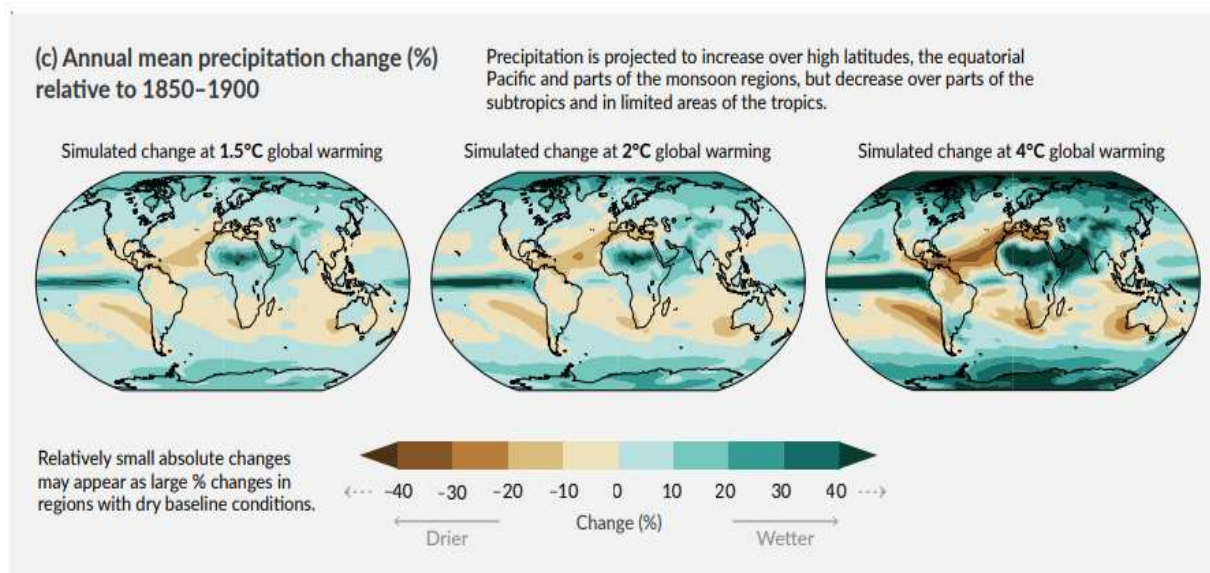 (c) Annual mean precipitation change (%)
relative to 1850–1900
Precipitation is projected to increase over high latitudes, the equatorial
Pacific and parts of the monsoon regions, but decrease over parts of the
subtropics and in limited areas of the tropics.
Simulated change at 1.5°C global warming
Simulated change at 2°C global warming
Simulated change at 4°C global warming
Relatively small absolute changes
may appear as large % changes in
regions with dry baseline conditions.
-40 -30 -20 -10 0 10 20 30 40
Change (%)
Drier
Wetter